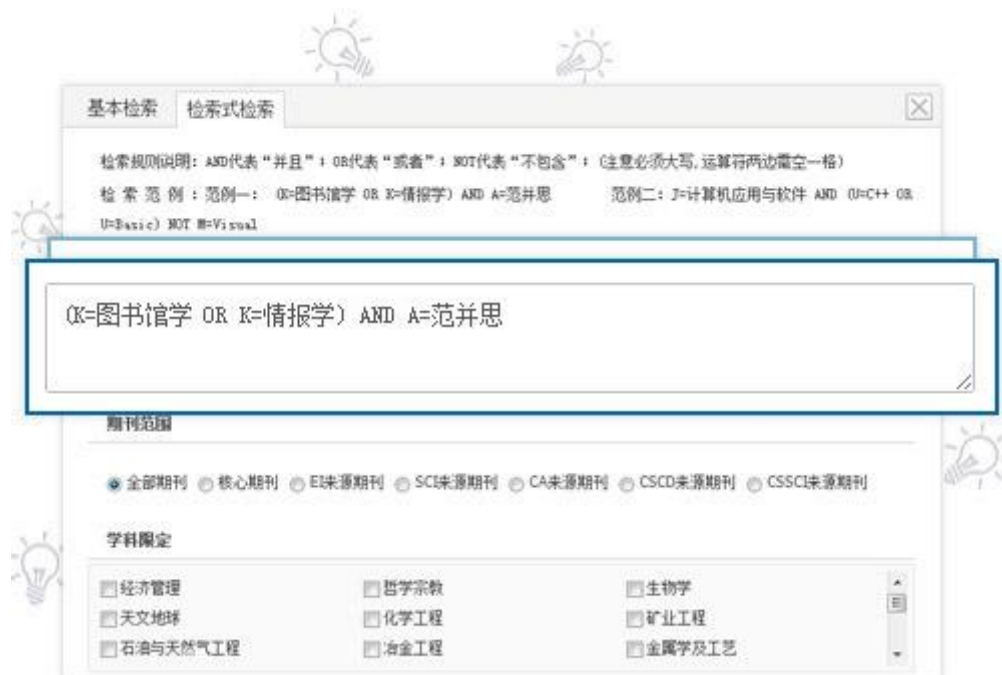 基本检索 检索式检索
检索规则说明：AND代表“并且”；OR代表“或者”；NOT代表“不包含”；（注意必须大写,运算符两边需空一格）
检 索 范 例 ：范例一：（K=图书馆学 OR K=情报学）AND A=范并思 范例二：J=计算机应用与软件 AND （U=C++ OR
U=Basic）NOT M=Visual
（K=图书馆学 OR K=情报学）AND A=范并思
期刊范围
全部期刊 核心期刊 EI来源期刊 SCI来源期刊 CA来源期刊 CSCD来源期刊 CSSCI来源期刊
学科限定
经济管理 哲学宗教 生物学
天文地球 化学工程 矿业工程
石油与天然气工程 冶金工程 金属学及工艺